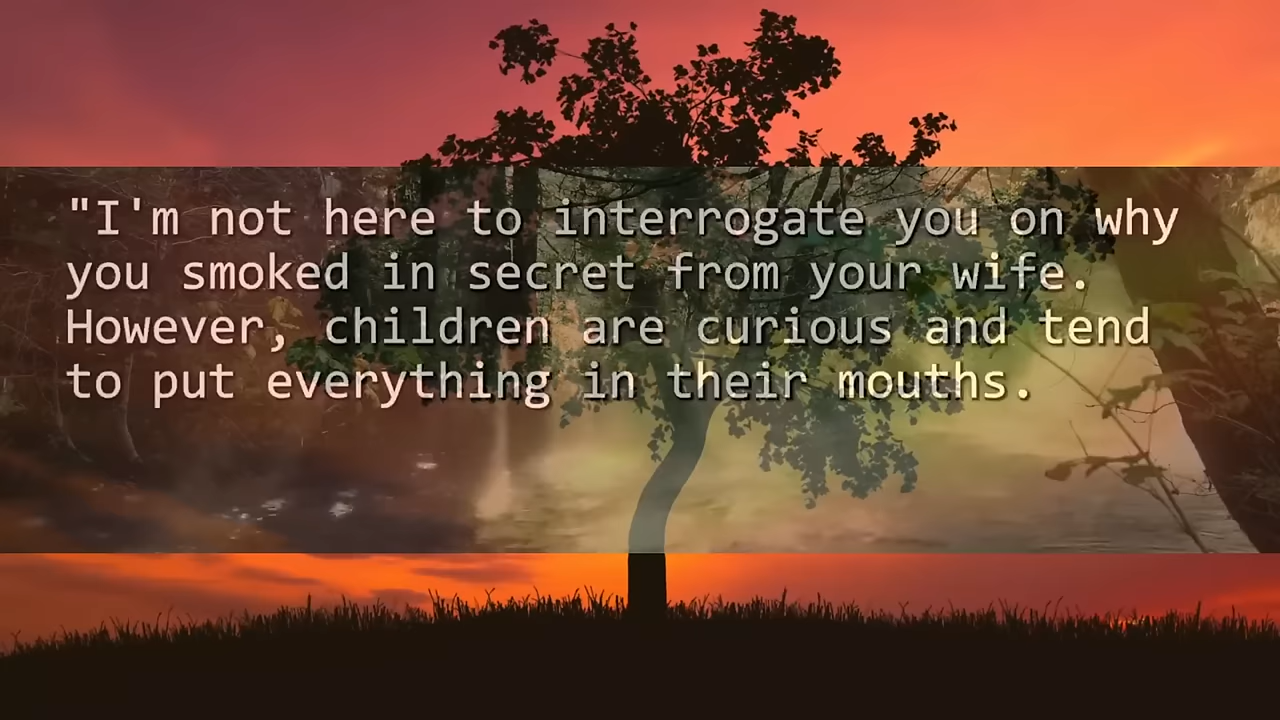 "I'm not here to interrogate you on why
you smoked in secret from your wife.
However, children are curious and tend
to put everything in their mouths.